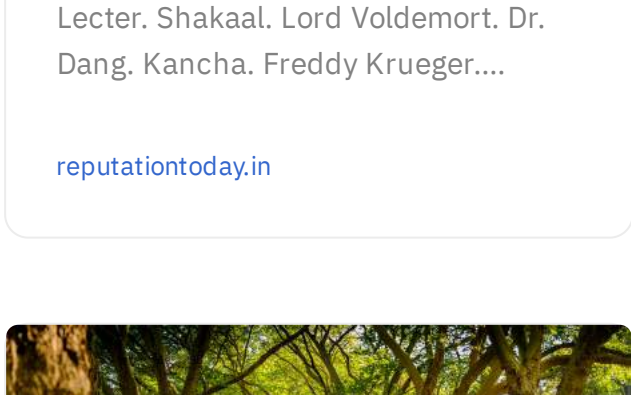 Lecter. Shakaal. Lord Voldemort. Dr.
Dang. Kancha. Freddy Krueger....
reputationtoday.in